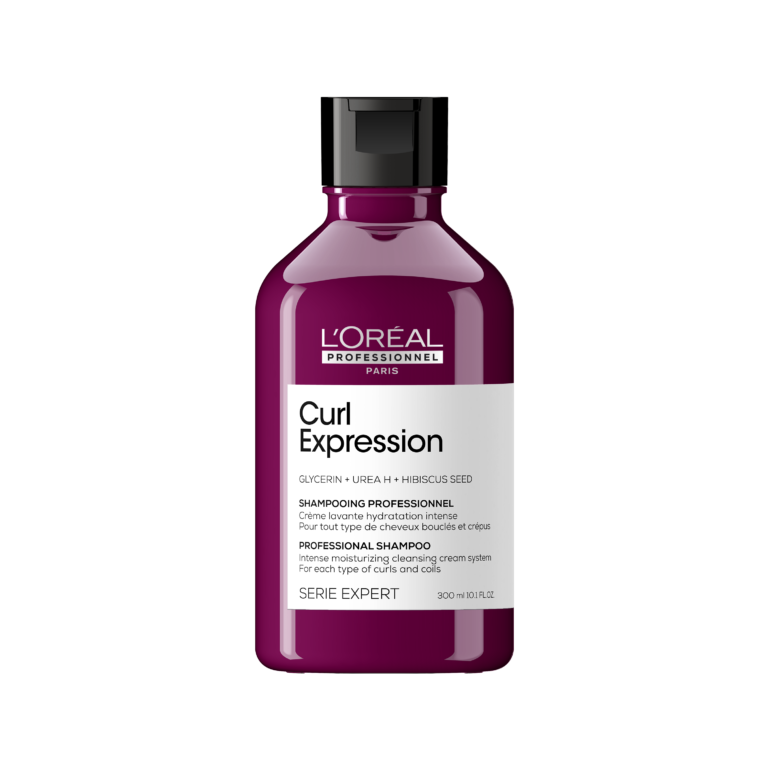 L'ORÉAL
PROFESSIONNEL
PARIS
Curl
Expression
GLYCERIN + UREA H + HIBISCUS SEED
SHAMPOOING PROFESSIONNEL
Crème lavante hydratation intense
Pour tout type de cheveux bouclés et crépus
PROFESSIONAL SHAMPOO
Intense moisturizing cleansing cream system
For each type of curls and coils
SERIE EXPERT
300 ml 10.1 FL.OZ.